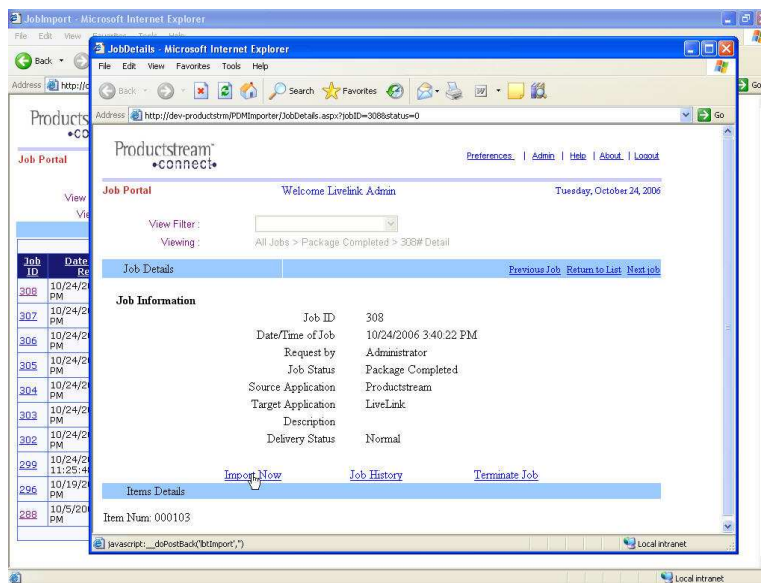 JobImport - Microsoft Internet Explorer
File Edit View Favorites Tools Help
Back
Address http://
Job Portal
View
Job ID Date
308 10/24/2 PM
307 10/24/2 PM
306 10/24/2 PM
305 10/24/2 PM
304 10/24/2 PM
303 10/24/2 PM
302 10/24/2 PM
299 10/24/2 11:25:4
296 10/19/2 PM
288 10/5/20 PM
Go
JobDetails - Microsoft Internet Explorer
File Edit View Favorites Tools Help
Back Search Favorites
Address http://dev-productstrm/PDMImporter/JobDetails.aspx?jobID=308&status=0 Go
Productstream™
•connect•
Preferences | Admin | Help | About | Logout
Job Portal Welcome Livelink Admin Tuesday, October 24, 2006
View Filter :
Viewing : All Jobs > Package Completed > 308# Detail
Job Details Previous Job Return to List Next job
Job Information
Job ID 308
Date/Time of Job 10/24/2006 3:40:22 PM
Request by Administrator
Job Status Package Completed
Source Application Productstream
Target Application LiveLink
Description
Delivery Status Normal
Import Now Job History Terminate Job
Items Details
Item Num: 000103
javascript:__doPostBack('lbtImport','') Local intranet
Local intranet